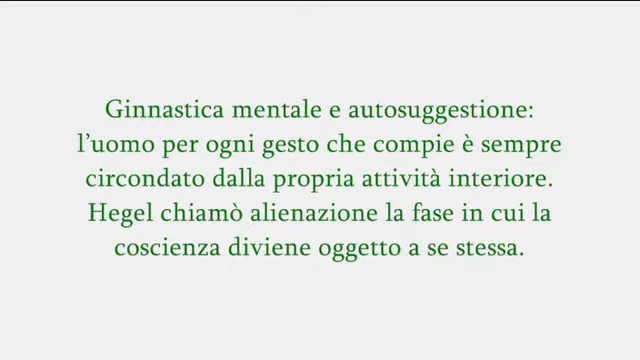 Ginnastica mentale e autosuggestione:
l’uomo per ogni gesto che compie è sempre
circondato dalla propria attività interiore.
Hegel chiamò alienazione la fase in cui la
coscienza diviene oggetto a se stessa.